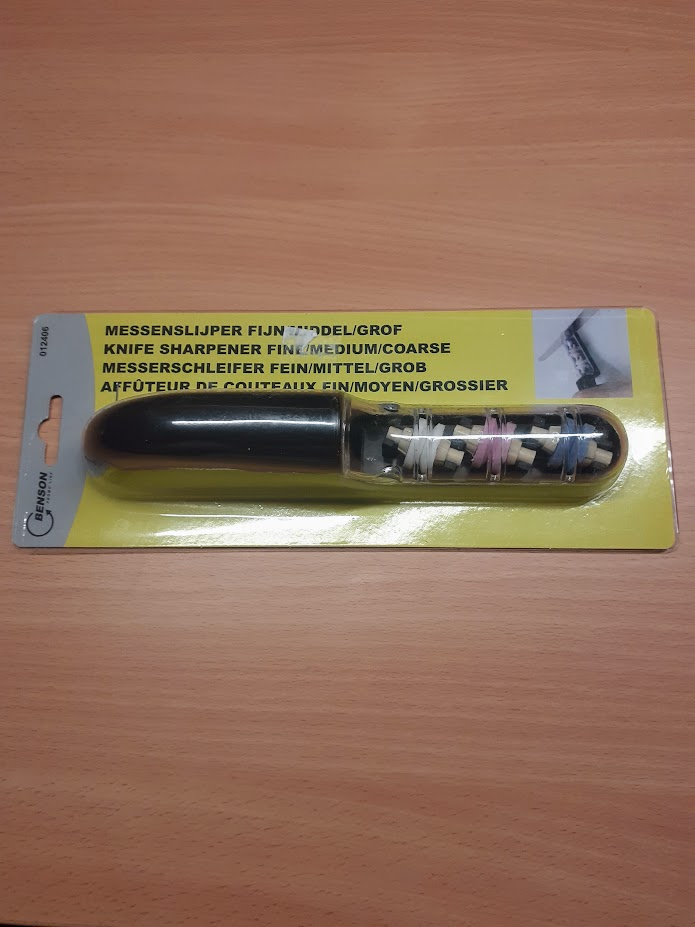 MESSENSLIJPER FIJN/MIDDEL/GROF
KNIFE SHARPENER FINE/MEDIUM/COARSE
MESSERSCHLEIFER FEIN/MITTEL/GROB
AFFÛTEUR DE COUTEAUX FIN/MOYEN/GROSSIER
012406
BENSON